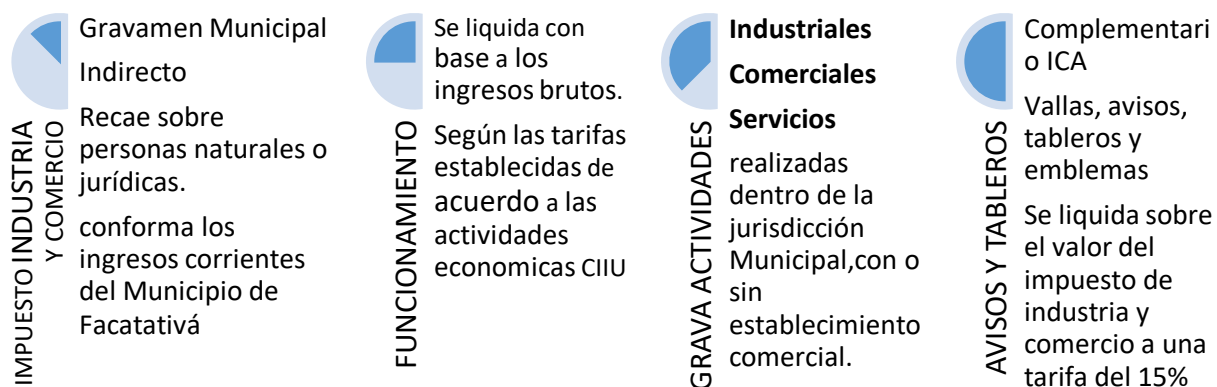 IMPUESTO INDUSTRIA
Y COMERCIO
Gravamen Municipal
Indirecto
Recae sobre
personas naturales o
jurídicas.
conforma los
ingresos corrientes
del Municipio de
Facatativá
FUNCIONAMIENTO
Se liquida con
base a los
ingresos brutos.
Según las tarifas
establecidas de
acuerdo a las
actividades
economicas CIIU
GRAVA ACTIVIDADES
Industriales
Comerciales
Servicios
realizadas
dentro de la
jurisdicción
Municipal,con o
sin
establecimiento
comercial.
AVISOS Y TABLEROS
Complementari
o ICA
Vallas, avisos,
tableros y
emblemas
Se liquida sobre
el valor del
impuesto de
industria y
comercio a una
tarifa del 15%